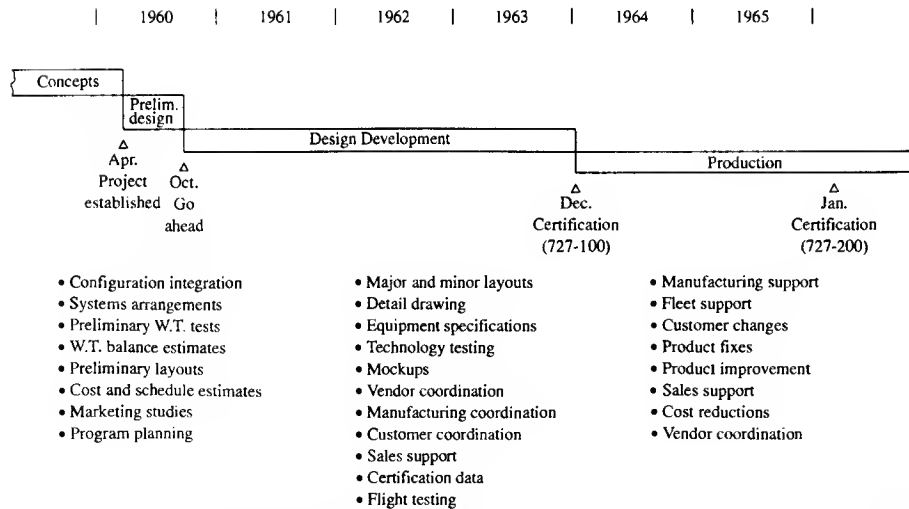 | 1960 | 1961 | 1962 | 1963 | 1964 | 1965 |
Concepts
Prelim.
design
Design Development
Production
Apr.
Project
established
Oct.
Go
ahead
Dec.
Certification
(727-100)
Jan.
Certification
(727-200)
• Configuration integration
• Systems arrangements
• Preliminary W.T. tests
• W.T. balance estimates
• Preliminary layouts
• Cost and schedule estimates
• Marketing studies
• Program planning
• Major and minor layouts
• Detail drawing
• Equipment specifications
• Technology testing
• Mockups
• Vendor coordination
• Manufacturing coordination
• Customer coordination
• Sales support
• Certification data
• Flight testing
• Manufacturing support
• Fleet support
• Customer changes
• Product fixes
• Product improvement
• Sales support
• Cost reductions
• Vendor coordination